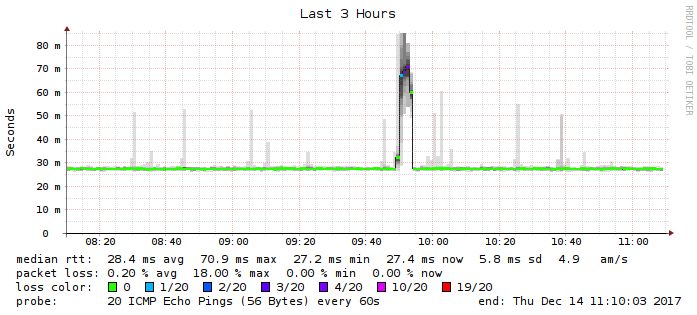 Last 3 Hours
RRDTOOL / TOBI OETIKER
Seconds
80 m
70 m
60 m
50 m
40 m
30 m
20 m
10 m
0
08:20 08:40 09:00 09:20 09:40 10:00 10:20 10:40 11:00
median rtt: 28.4 ms avg 70.9 ms max 27.2 ms min 27.4 ms now 5.8 ms sd 4.9 am/s
packet loss: 0.20 % avg 18.00 % max 0.00 % min 0.00 % now
loss color: 0 1/20 2/20 3/20 4/20 10/20 19/20
probe: 20 ICMP Echo Pings (56 Bytes) every 60s end: Thu Dec 14 11:10:03 2017